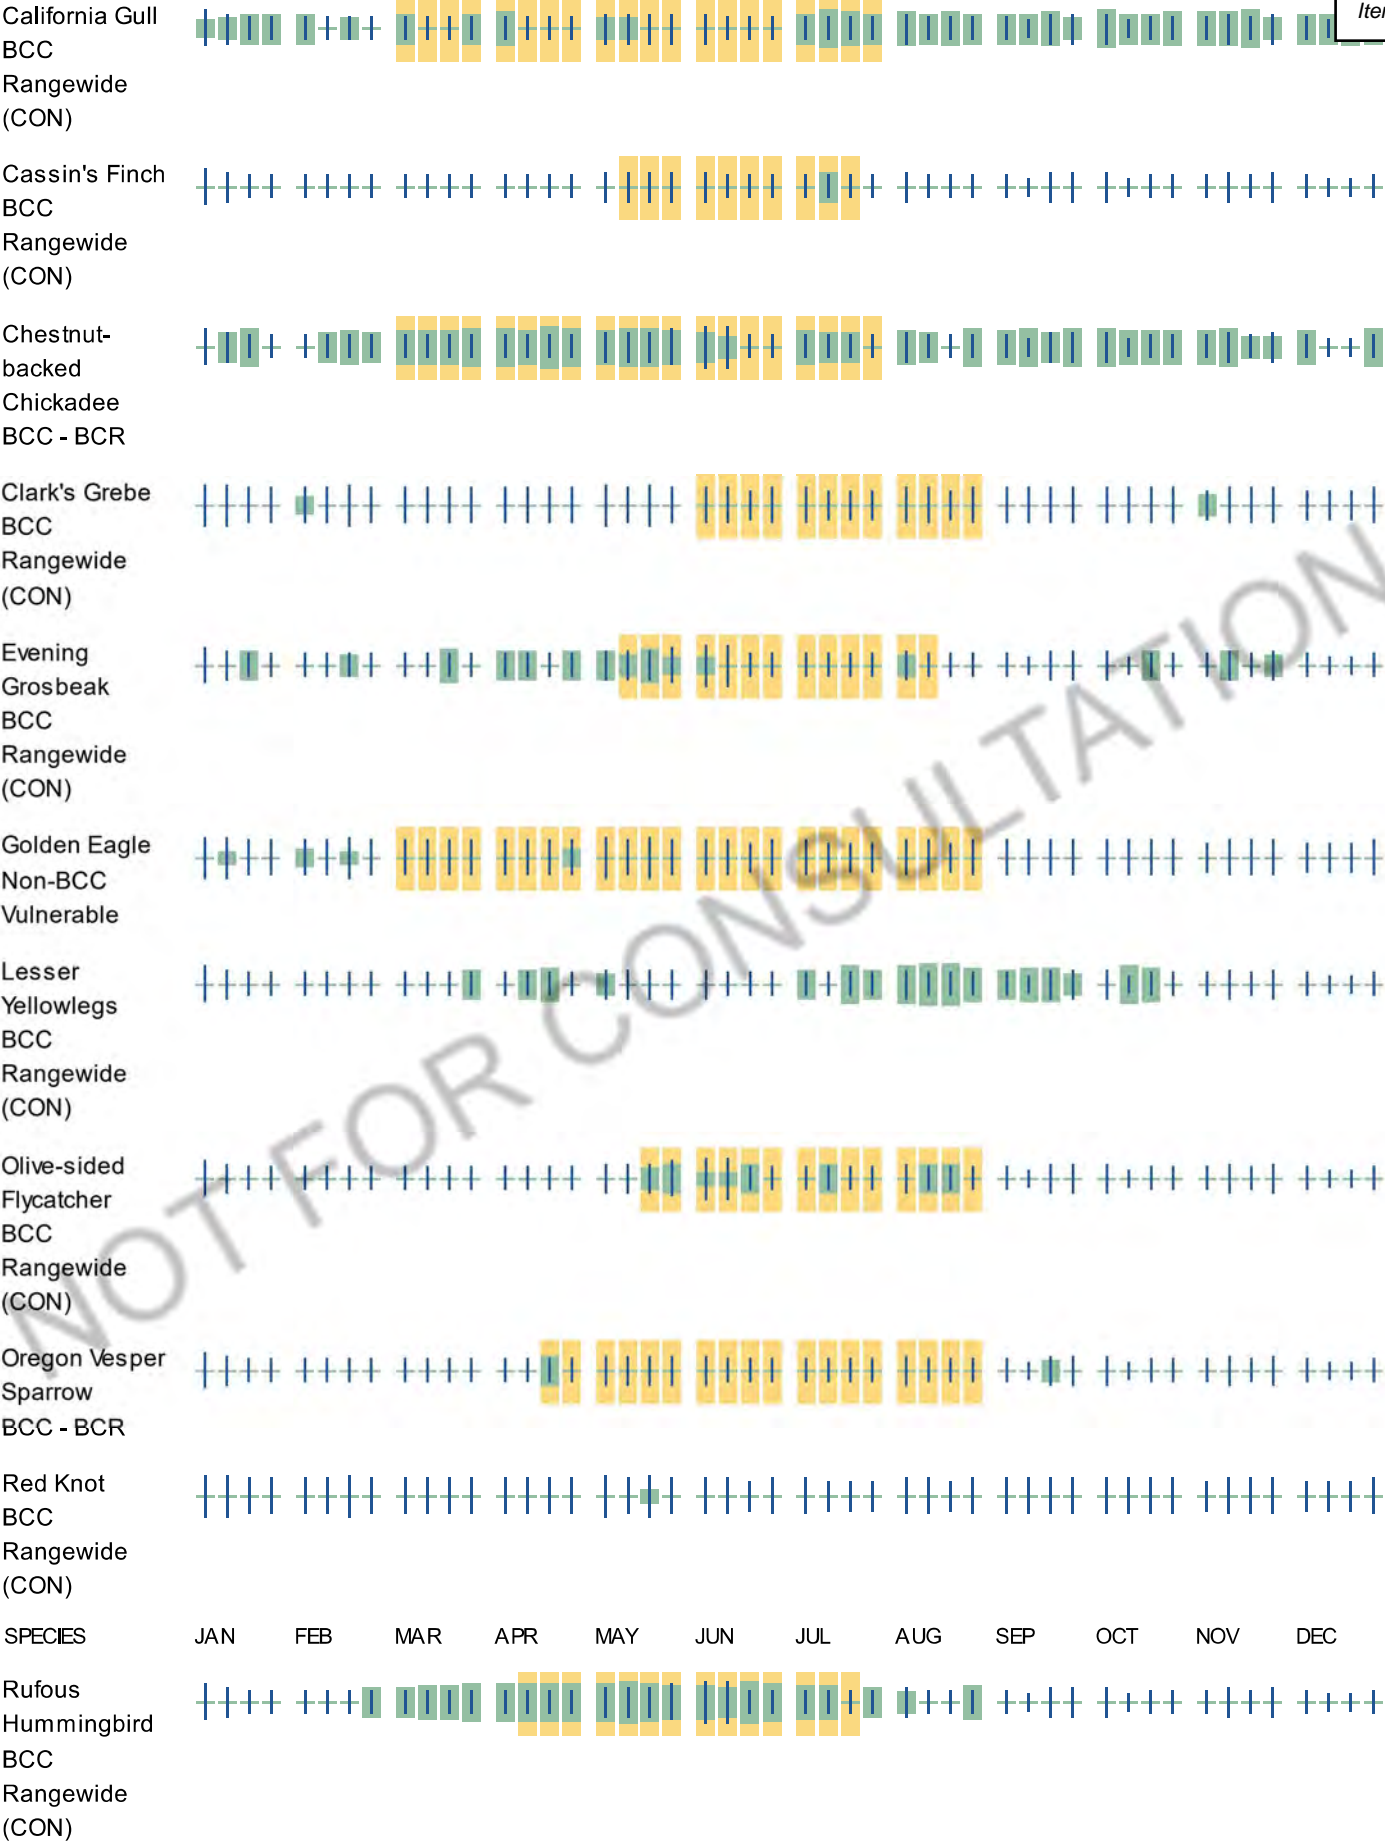 California Gull
BCC
Rangewide
(CON)
Cassin's Finch
BCC
Rangewide
(CON)
Chestnut-
backed
Chickadee
BCC - BCR
Clark's Grebe
BCC
Rangewide
(CON)
Evening
Grosbeak
BCC
Rangewide
(CON)
Golden Eagle
Non-BCC
Vulnerable
Lesser
Yellowlegs
BCC
Rangewide
(CON)
Olive-sided
Flycatcher
BCC
Rangewide
(CON)
Oregon Vesper
Sparrow
BCC - BCR
Red Knot
BCC
Rangewide
(CON)
SPECIES JAN FEB MAR APR MAY JUN JUL AUG SEP OCT NOV DEC
Rufous
Hummingbird
BCC
Rangewide
(CON)
NOT FOR CONSULTATION